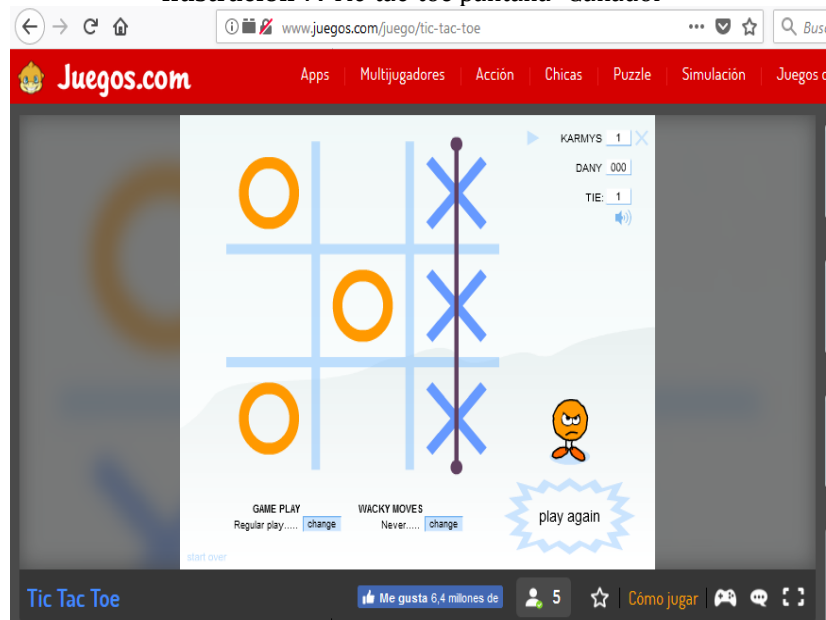 www.juegos.com/juego/tic-tac-toe
Juegos.com
Apps
Multijugadores
Acción
Chicas
Puzzle
Simulación
Juegos
KARMYS 1
DANY 000
TIE: 1
GAME PLAY
Regular play..... change
WACKY MOVES
Never..... change
play again
start over
Tic Tac Toe
Me gusta 6,4 millones de
5
Cómo jugar